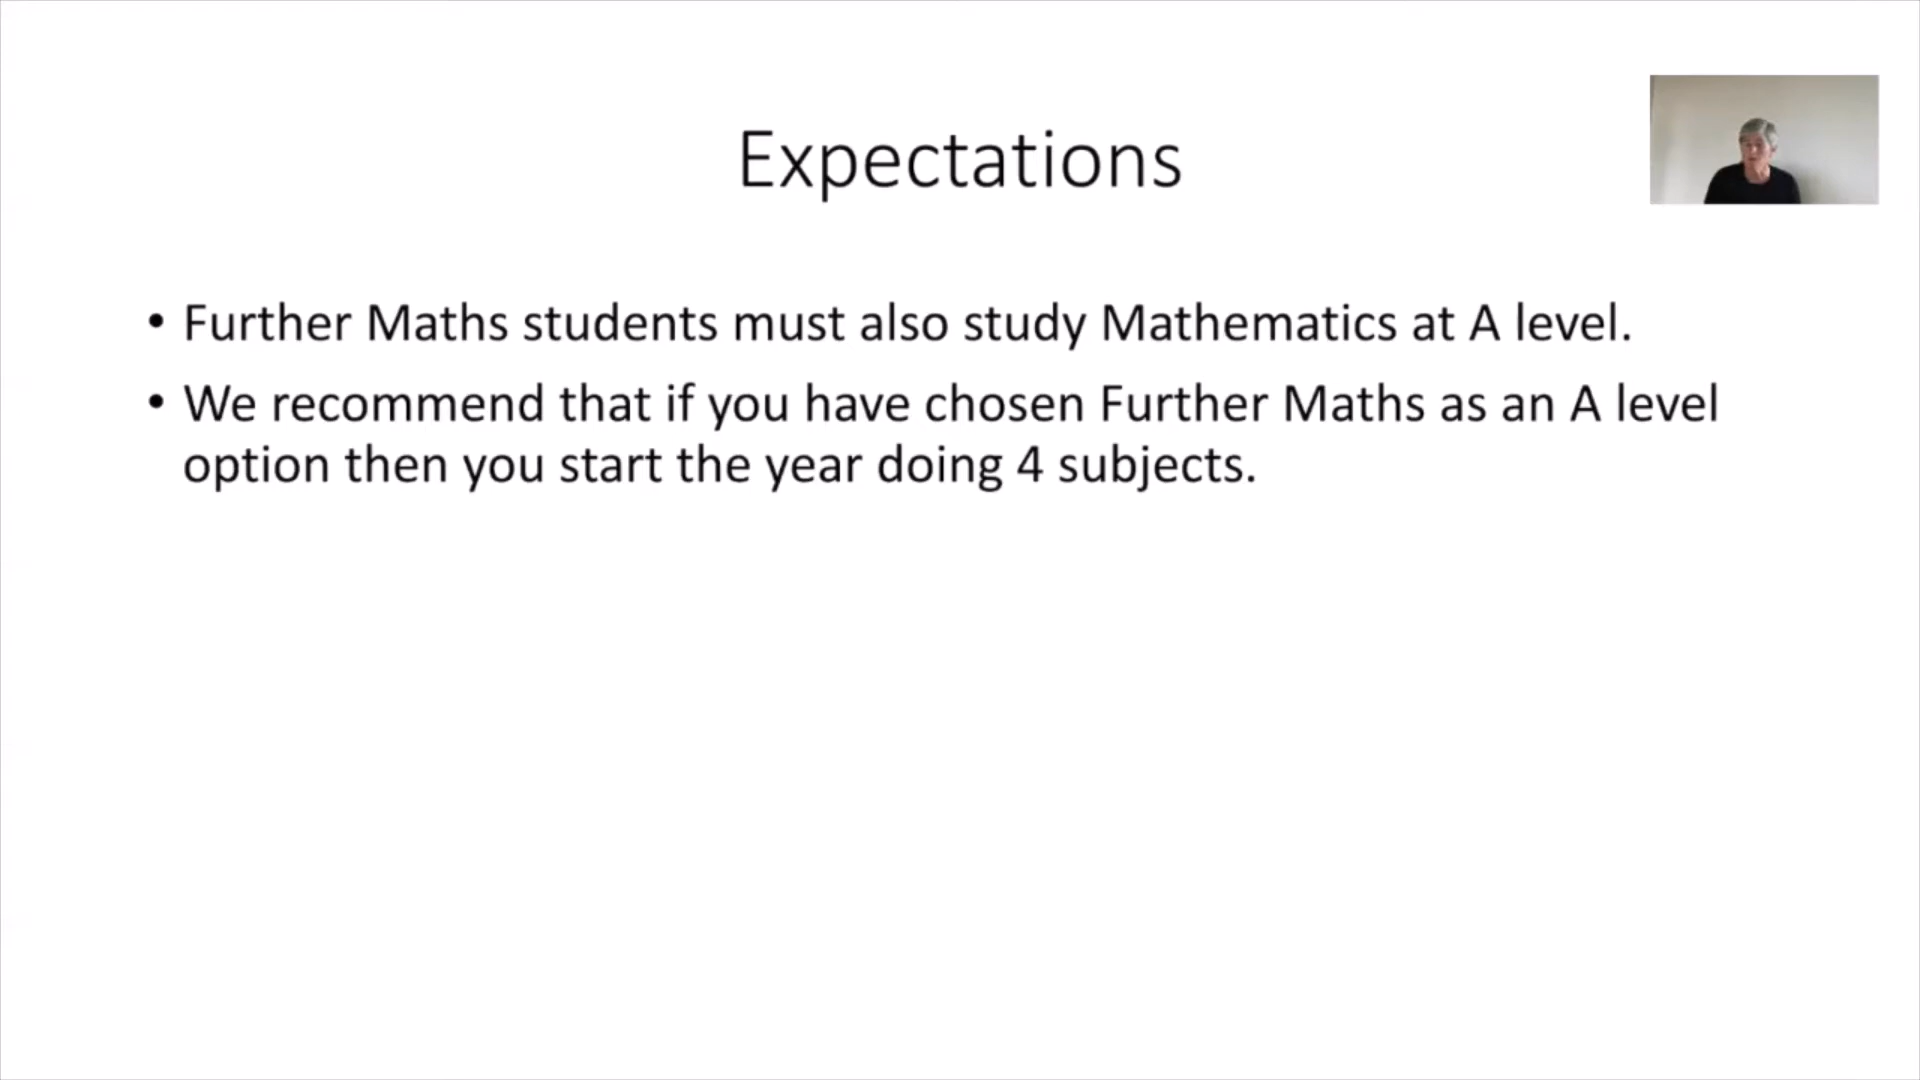 Expectations
• Further Maths students must also study Mathematics at A level.
• We recommend that if you have chosen Further Maths as an A level
option then you start the year doing 4 subjects.